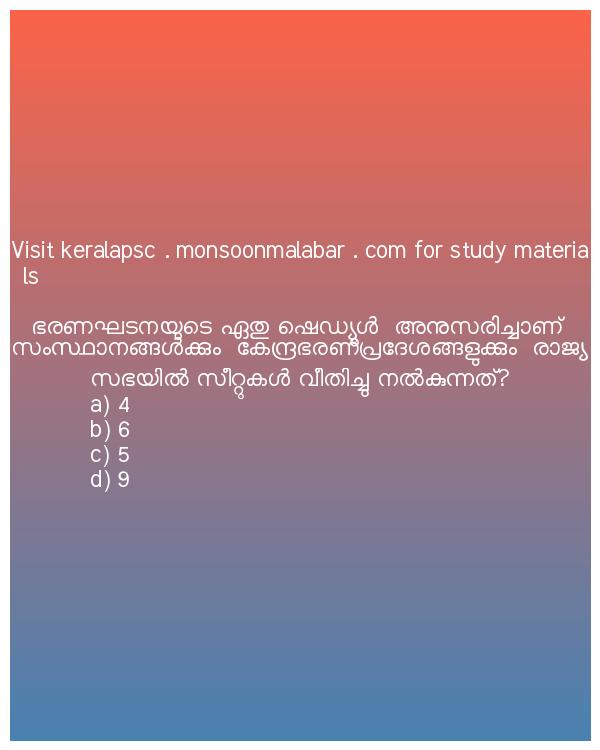 Visit keralapsc . monsoonmalabar . com for study materia
ls
ഭരണഘടനയുടെ ഏതു ഷെഡ്യൂൾ അനുസരിച്ചാണ്
സംസ്ഥാനങ്ങൾക്കും കേന്ദ്രഭരണപ്രദേശങ്ങളുക്കും രാജ്യ
സഭയിൽ സീറ്റുകൾ വീതിച്ചു നൽകുന്നത്?
a) 4
b) 6
c) 5
d) 9